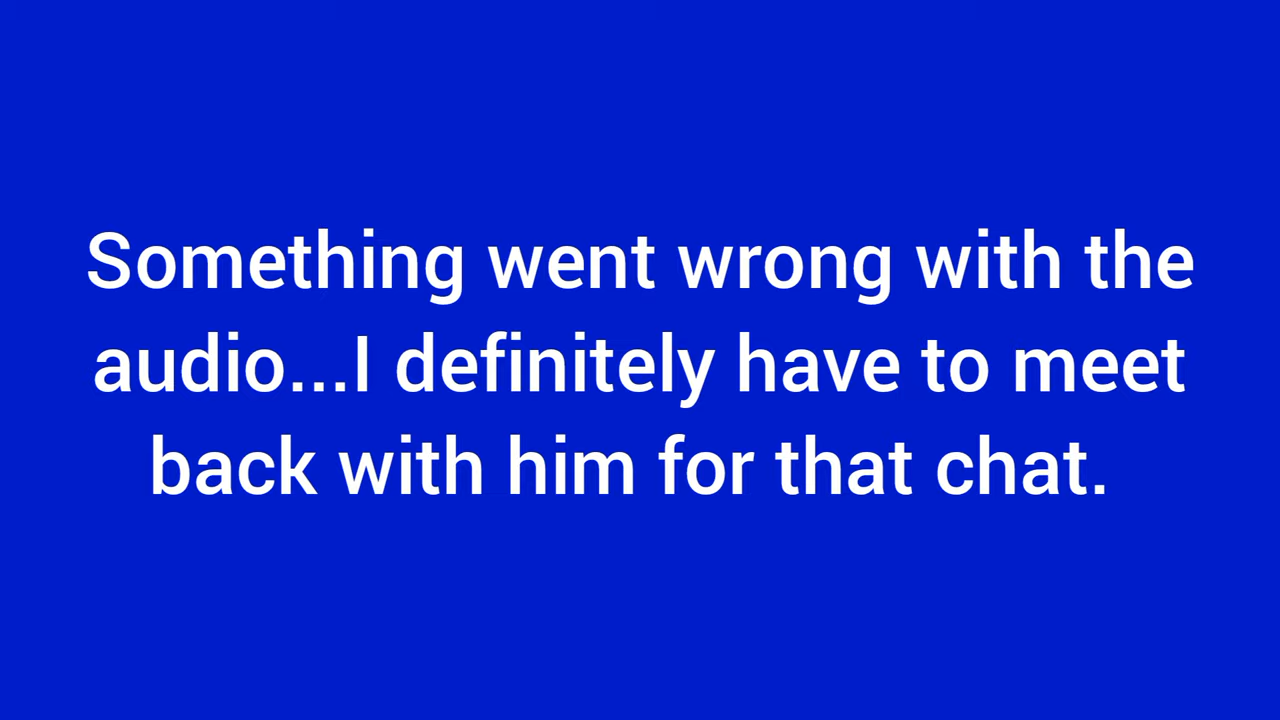 Something went wrong with the
audio...I definitely have to meet
back with him for that chat.